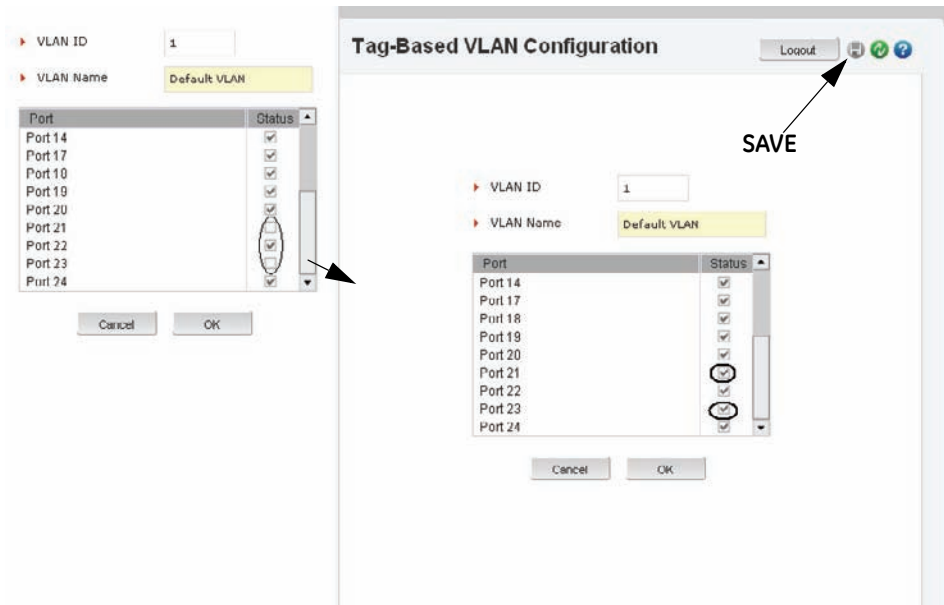 VLAN ID 1
VLAN Name Default VLAN
Port Status
Port 14
Port 17
Port 18
Port 19
Port 20
Port 21
Port 22
Port 23
Port 24
Cancel OK
Tag-Based VLAN Configuration
Logout
SAVE
VLAN ID 1
VLAN Name Default VLAN
Port Status
Port 14
Port 17
Port 18
Port 19
Port 20
Port 21
Port 22
Port 23
Port 24
Cancel OK